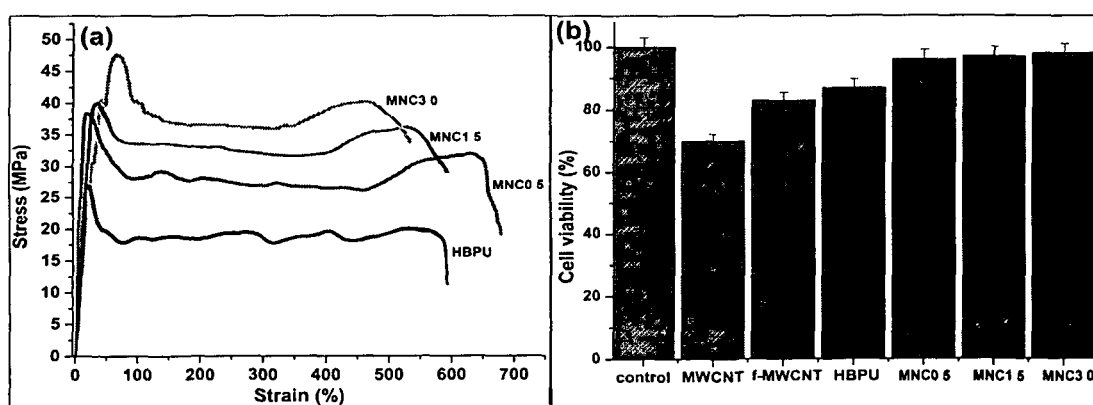 (a)
Stress (MPa)
50
45
40
35
30
25
20
15
10
5
0
MNC3 0
MNC1 5
MNC0 5
HBPU
0 100 200 300 400 500 600 700
Strain (%)
(b)
Cell viability (%)
100
80
60
40
20
0
control MWCNT f-MWCNT HBPU MNC0 5 MNC1 5 MNC3 0